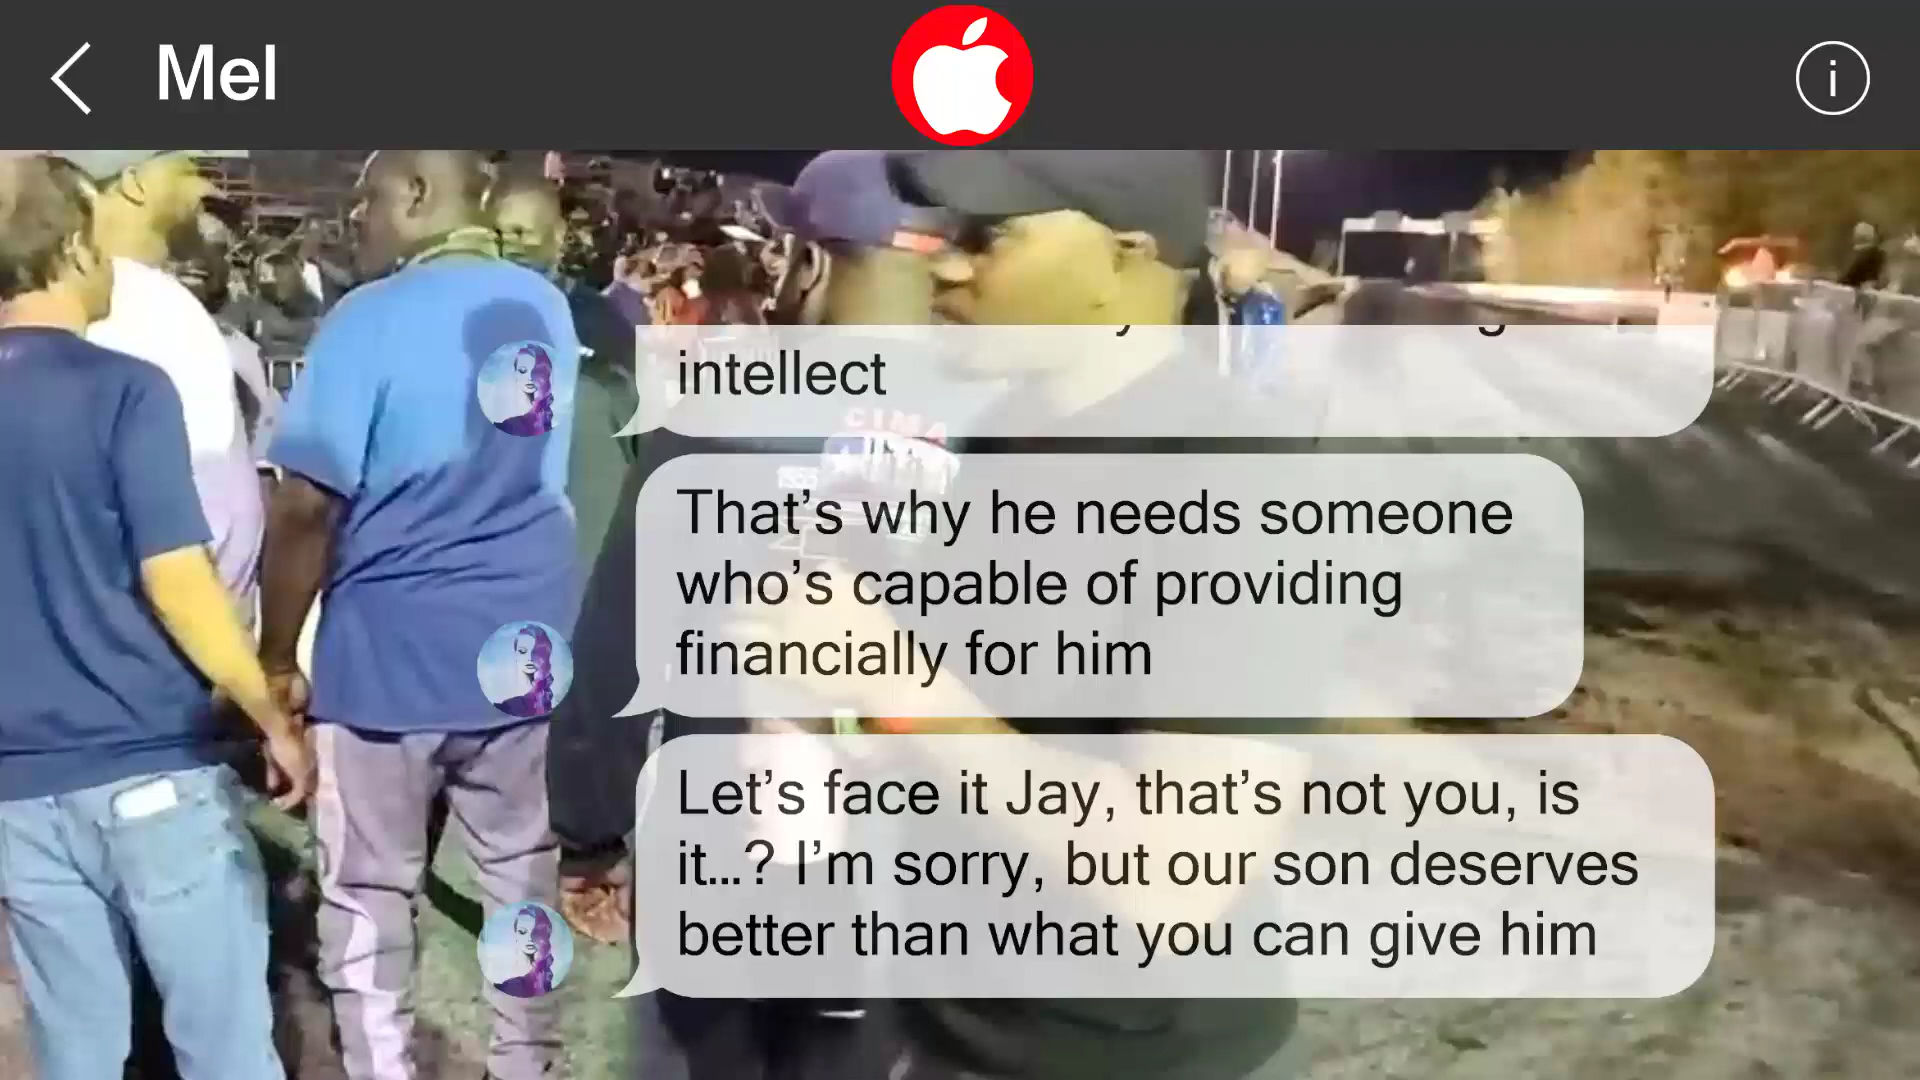 Mel
intellect
That's why he needs someone
who's capable of providing
financially for him
Let's face it Jay, that's not you, is
it...? I'm sorry, but our son deserves
better than what you can give him
CIMA